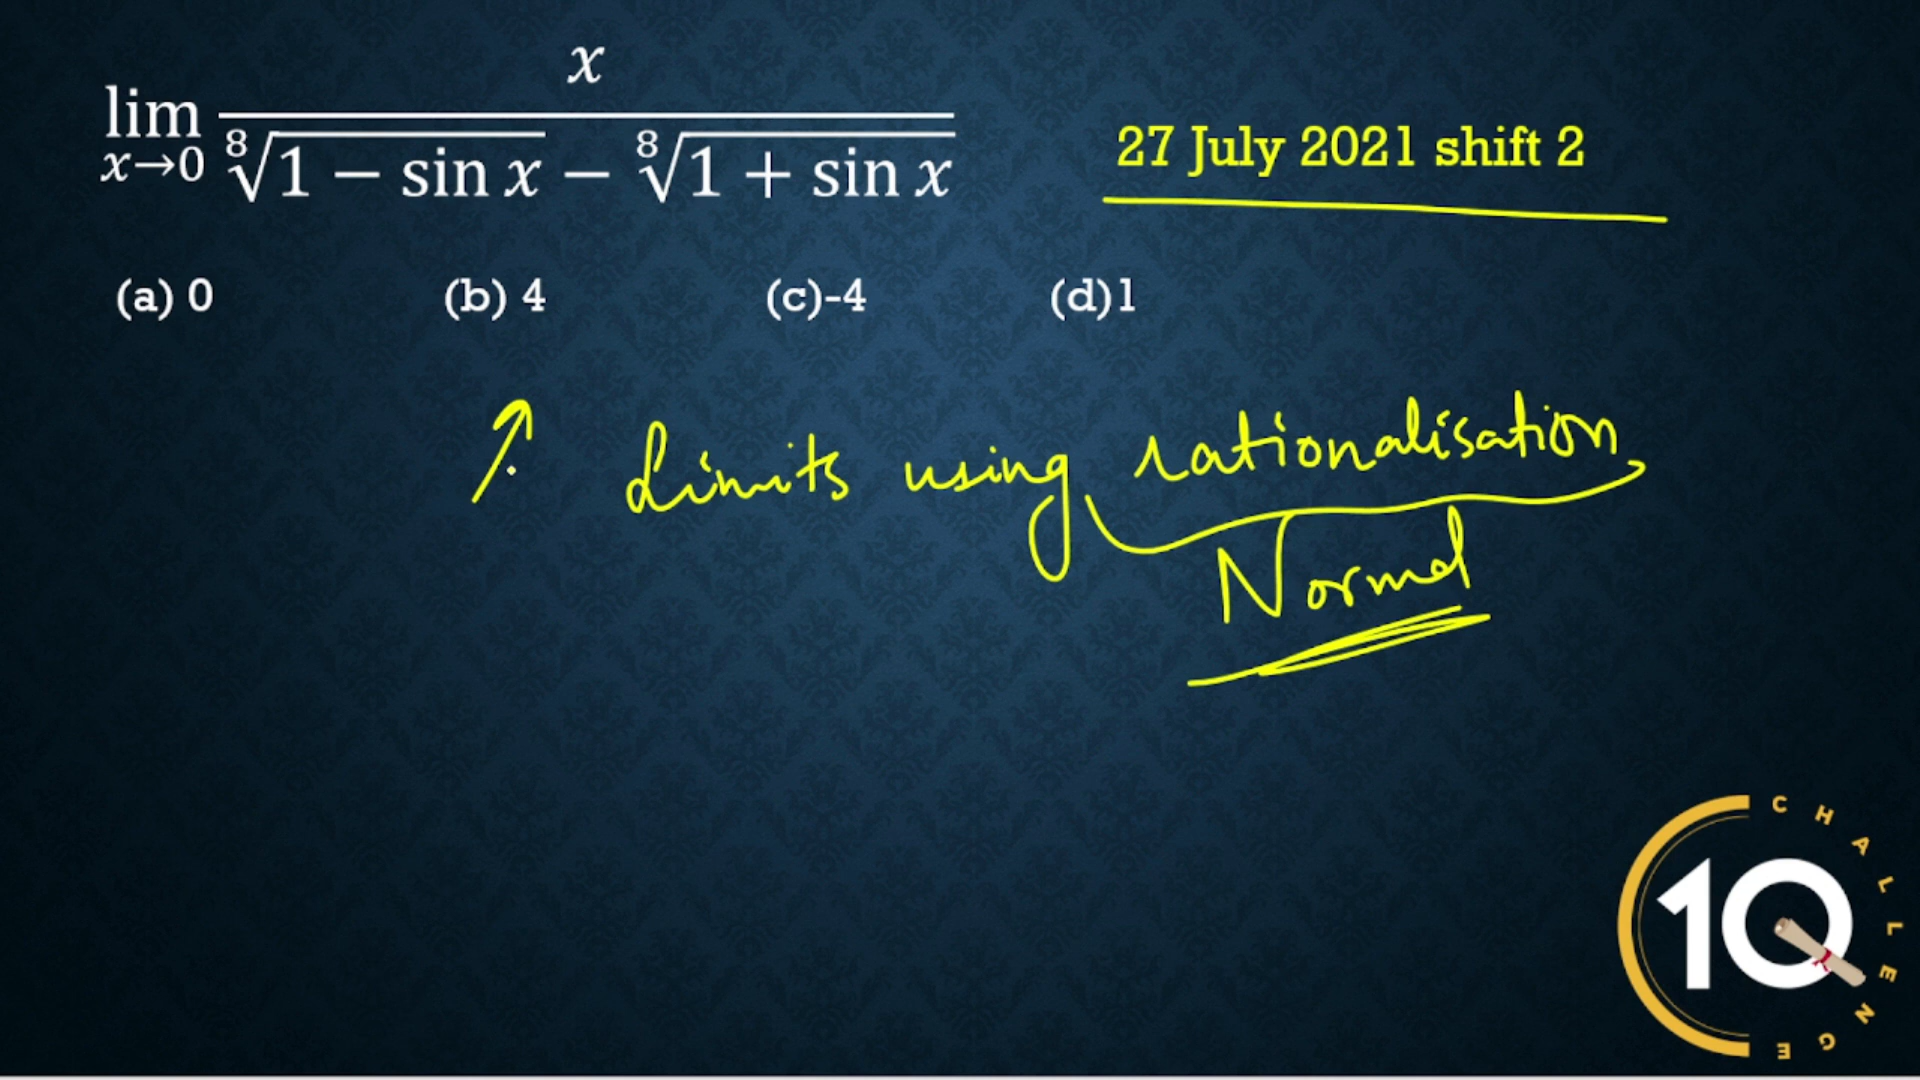 lim x→0 x / (⁸√1 − sin x − ⁸√1 + sin x)
27 July 2021 shift 2
(a) 0 (b) 4 (c)-4 (d)1
Limits using rationalisation
Normal
1Q CHALLENGE